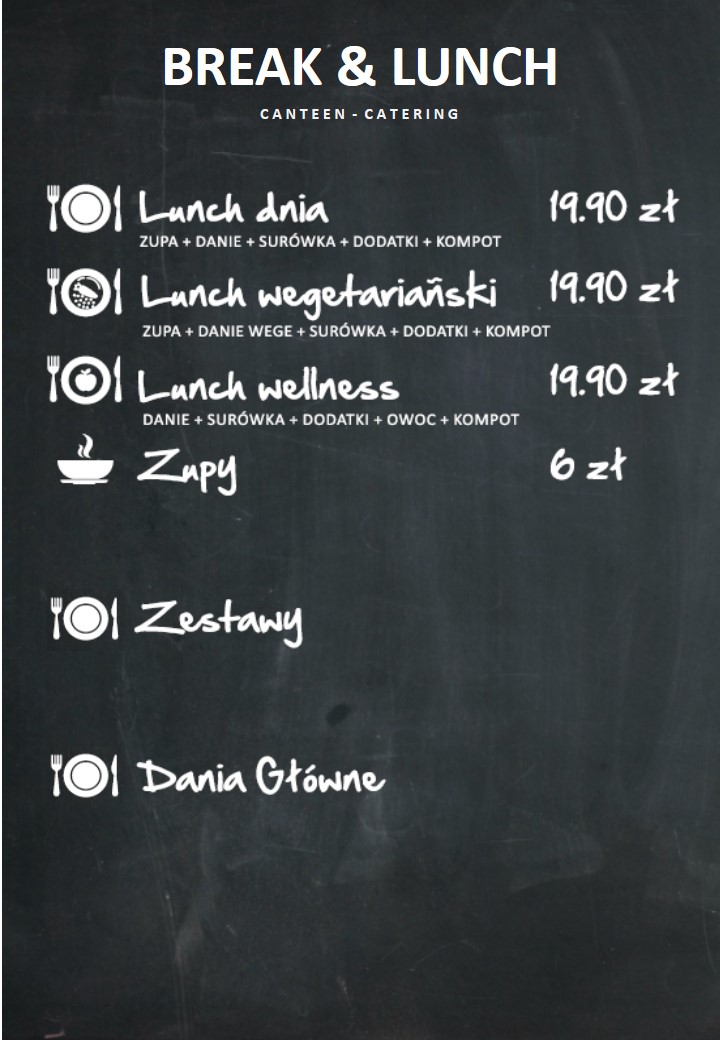 BREAK & LUNCH
CANTEEN - CATERING
Lunch dnia 19.90 zł
ZUPA + DANIE + SURÓWKA + DODATKI + KOMPOT
Lunch wegetariański 19.90 zł
ZUPA + DANIE WEGE + SURÓWKA + DODATKI + KOMPOT
Lunch wellness 19.90 zł
DANIE + SURÓWKA + DODATKI + OWOC + KOMPOT
Zupy 6 zł
Zestawy
Dania Główne